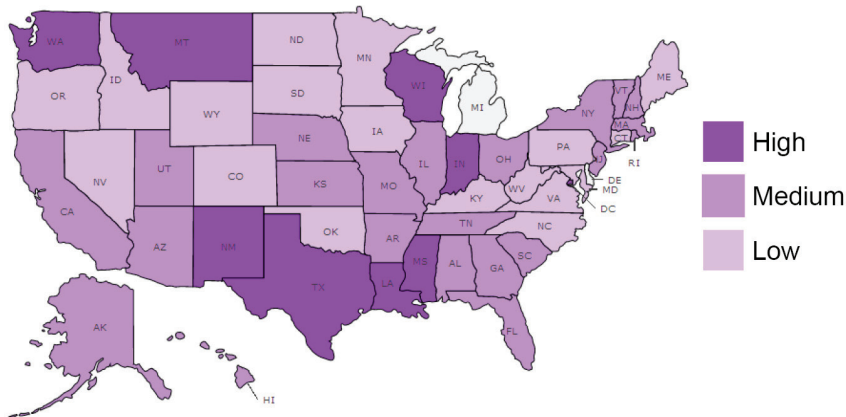 WA
MT
ND
MN
ME
ID
OR
SD
WI
VT
NH
NY
WY
MI
MA
CT
IA
PA
RI
NE
NV
UT
IL
IN
OH
NJ
CO
DE
MD
KS
MO
WV
VA
KY
DC
CA
TN
NC
OK
AZ
NM
AR
SC
MS
AL
GA
TX
LA
FL
AK
HI
High
Medium
Low